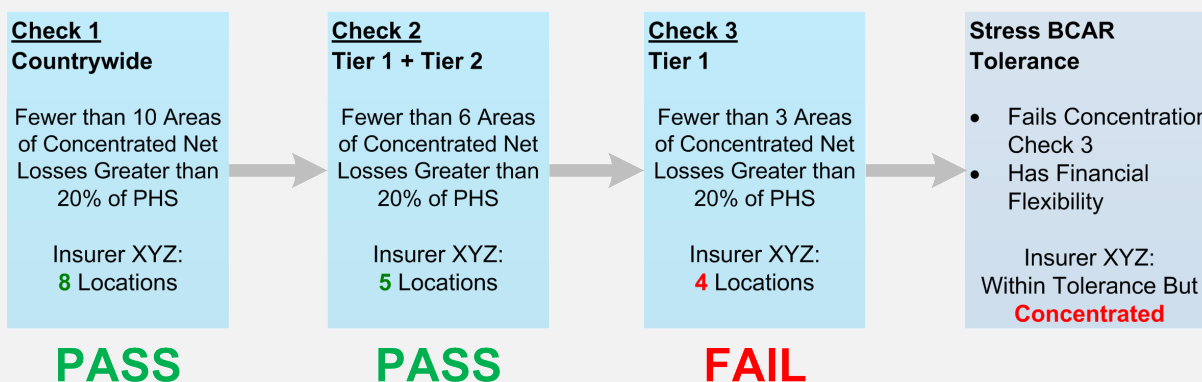 Check 1
Countrywide
Fewer than 10 Areas
of Concentrated Net
Losses Greater than
20% of PHS
Insurer XYZ:
8 Locations
PASS
Check 2
Tier 1 + Tier 2
Fewer than 6 Areas
of Concentrated Net
Losses Greater than
20% of PHS
Insurer XYZ:
5 Locations
PASS
Check 3
Tier 1
Fewer than 3 Areas
of Concentrated Net
Losses Greater than
20% of PHS
Insurer XYZ:
4 Locations
FAIL
Stress BCAR
Tolerance
• Fails Concentration
Check 3
• Has Financial
Flexibility
Insurer XYZ:
Within Tolerance But
Concentrated